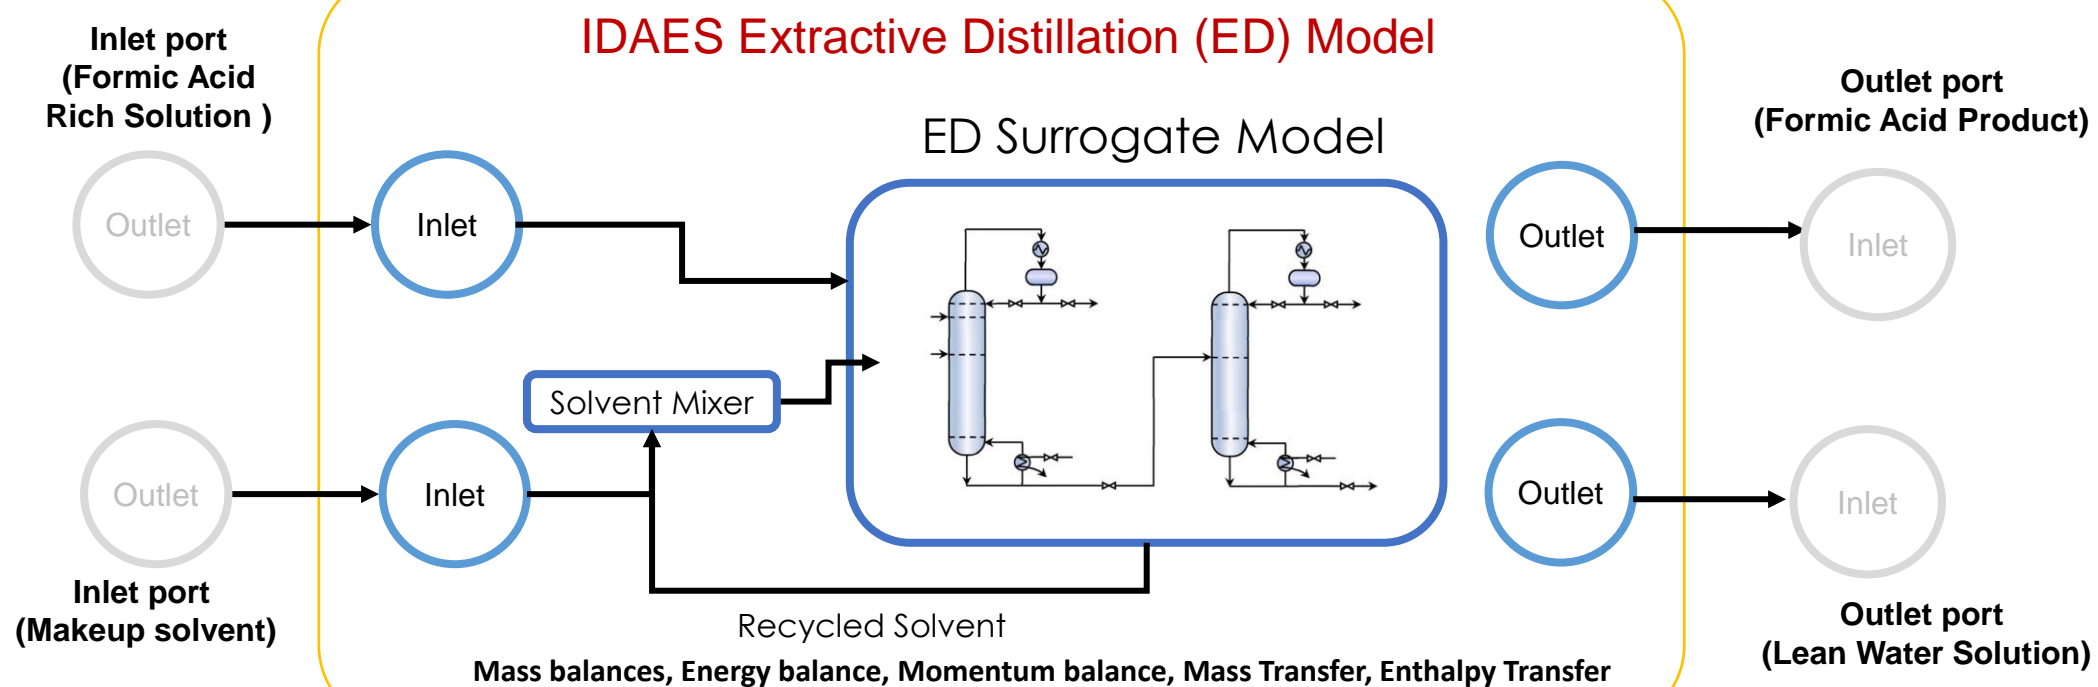 IDAES Extractive Distillation (ED) Model
Inlet port
(Formic Acid
Rich Solution )
Outlet port
(Formic Acid Product)
ED Surrogate Model
Outlet
Inlet
Outlet
Inlet
Solvent Mixer
Outlet
Inlet
Outlet
Inlet
Inlet port
(Makeup solvent)
Recycled Solvent
Outlet port
(Lean Water Solution)
Mass balances, Energy balance, Momentum balance, Mass Transfer, Enthalpy Transfer